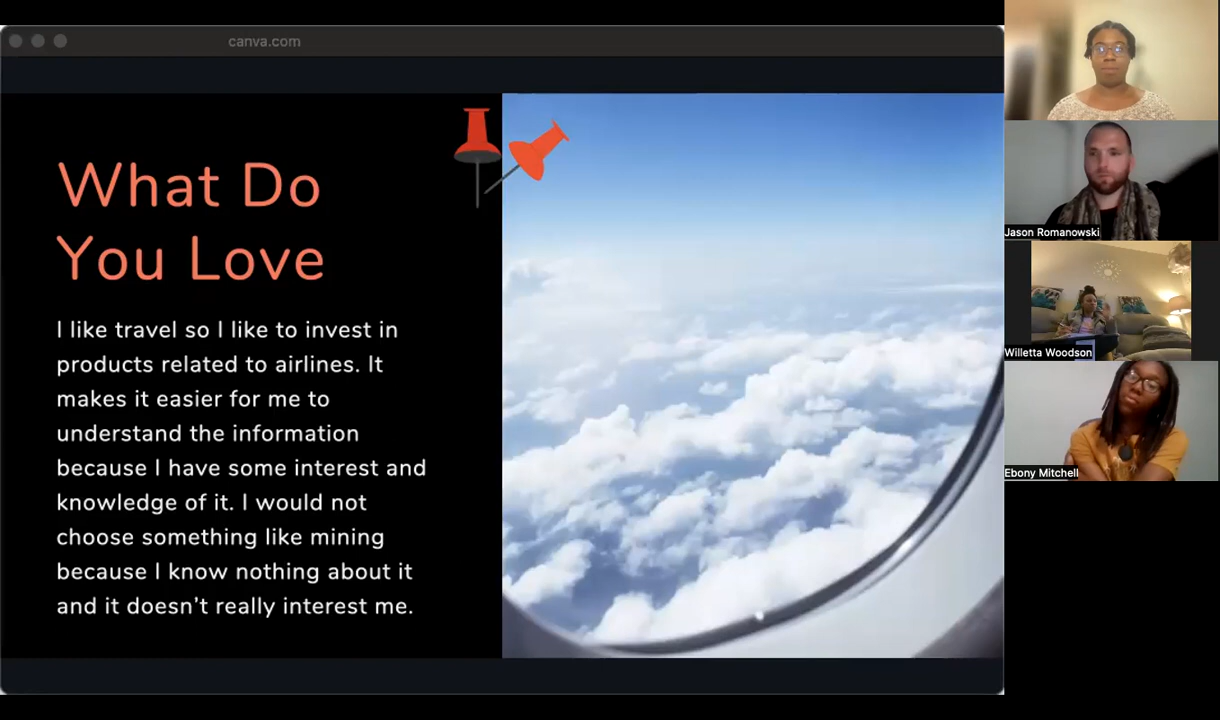 canva.com
What Do
You Love
I like travel so I like to invest in
products related to airlines. It
makes it easier for me to
understand the information
because I have some interest and
knowledge of it. I would not
choose something like mining
because I know nothing about it
and it doesn’t really interest me.
Jason Romanowski
Willetta Woodson
Ebony Mitchell